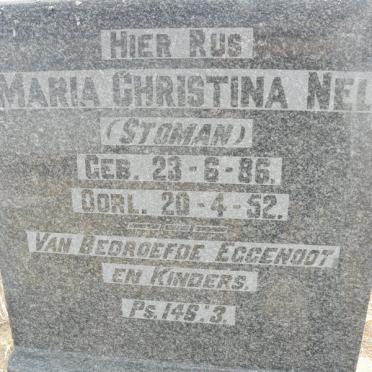 HIER RUS
MARIA CHRISTINA NEL
(STOMAN)
GEB. 23-6-86.
OORL. 20-4-52.
VAN BEDROEFDE EGGENOOT
EN KINDERS.
PS. 146:3.